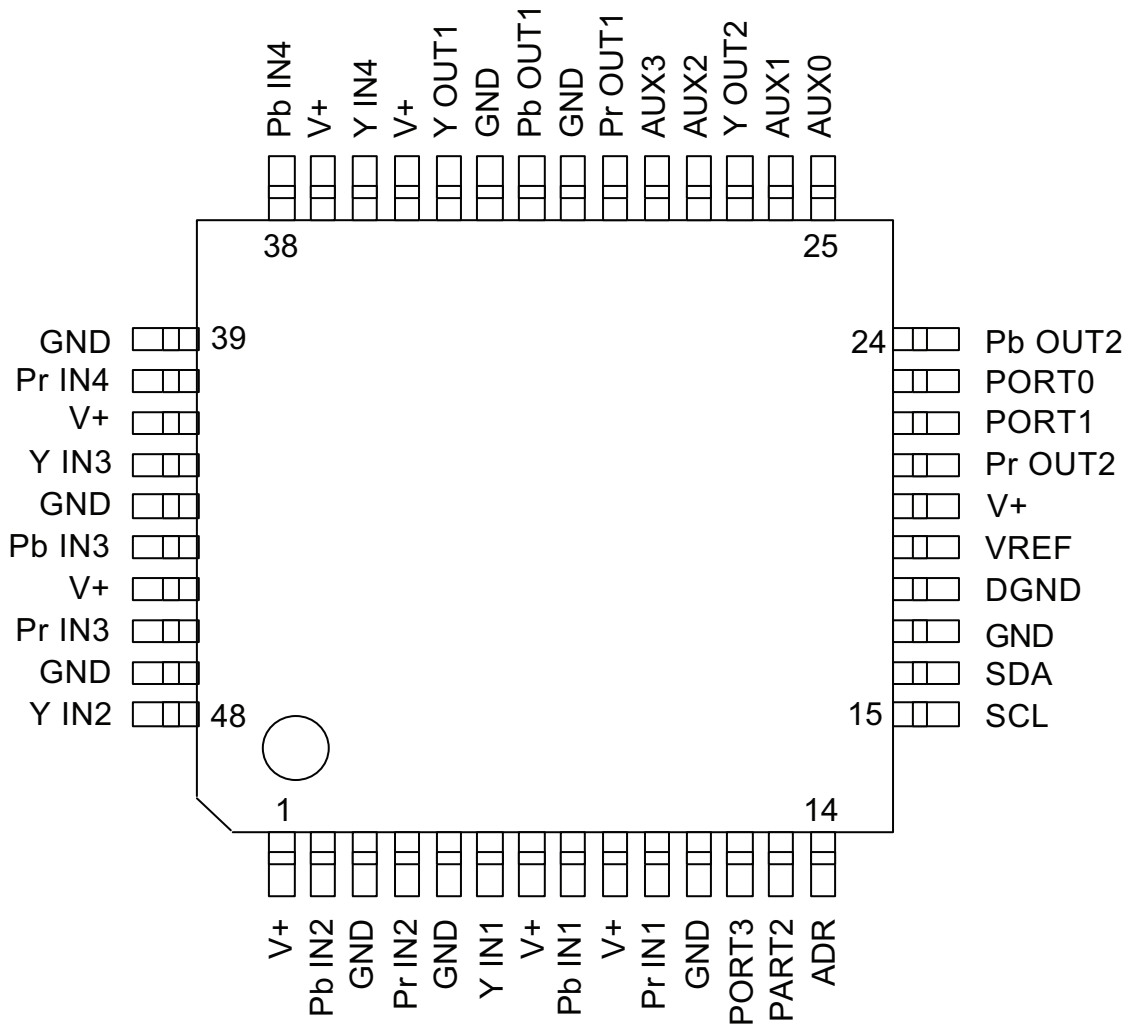 Pb IN4
V+
Y IN4
V+
Y OUT1
GND
Pb OUT1
GND
Pr OUT1
AUX3
AUX2
Y OUT2
AUX1
AUX0
38
25
GND
39
24
Pb OUT2
Pr IN4
PORT0
V+
PORT1
Y IN3
Pr OUT2
GND
V+
Pb IN3
VREF
V+
DGND
Pr IN3
GND
GND
SDA
Y IN2
48
15
SCL
1
14
V+
Pb IN2
GND
Pr IN2
GND
Y IN1
V+
Pb IN1
V+
Pr IN1
GND
PORT3
PART2
ADR